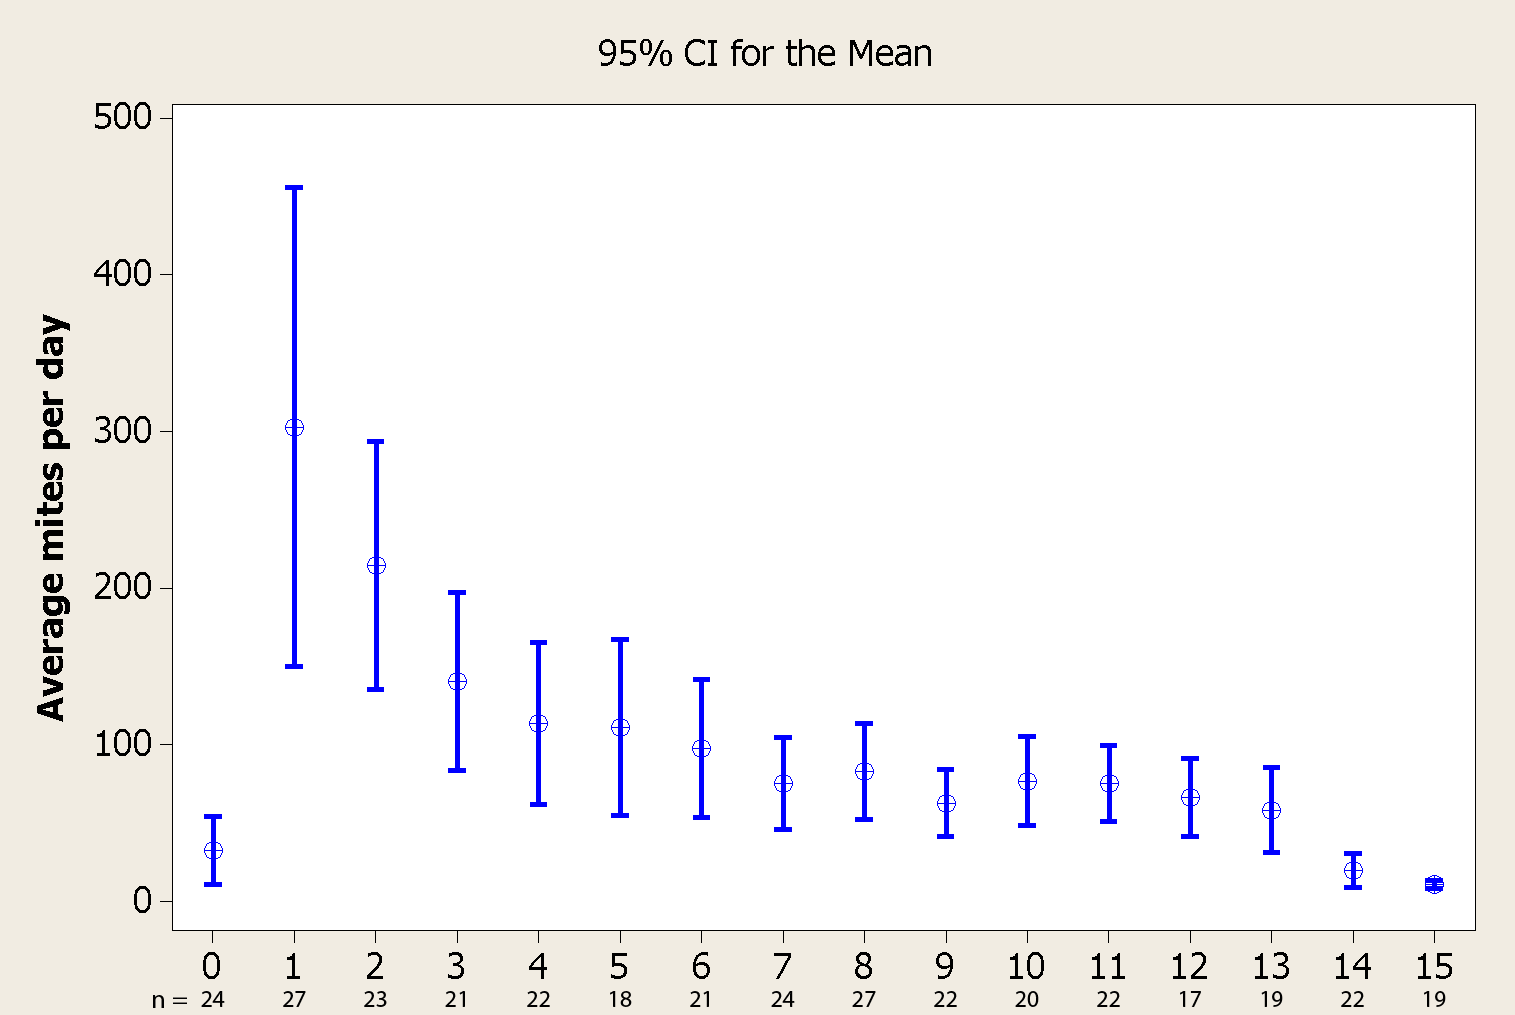 95% CI for the Mean
Average mites per day
500
400
300
200
100
0
0 1 2 3 4 5 6 7 8 9 10 11 12 13 14 15
n = 24 27 23 21 22 18 21 24 27 22 20 22 17 19 22 19